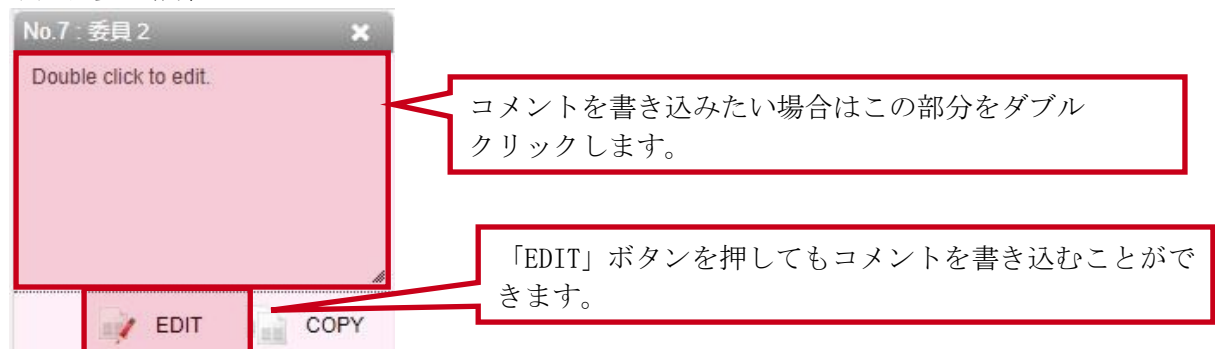 No.7 : 委員２
Double click to edit.
コメントを書き込みたい場合はこの部分をダブル
クリックします。
「EDIT」ボタンを押してもコメントを書き込むことがで
きます。
EDIT
COPY